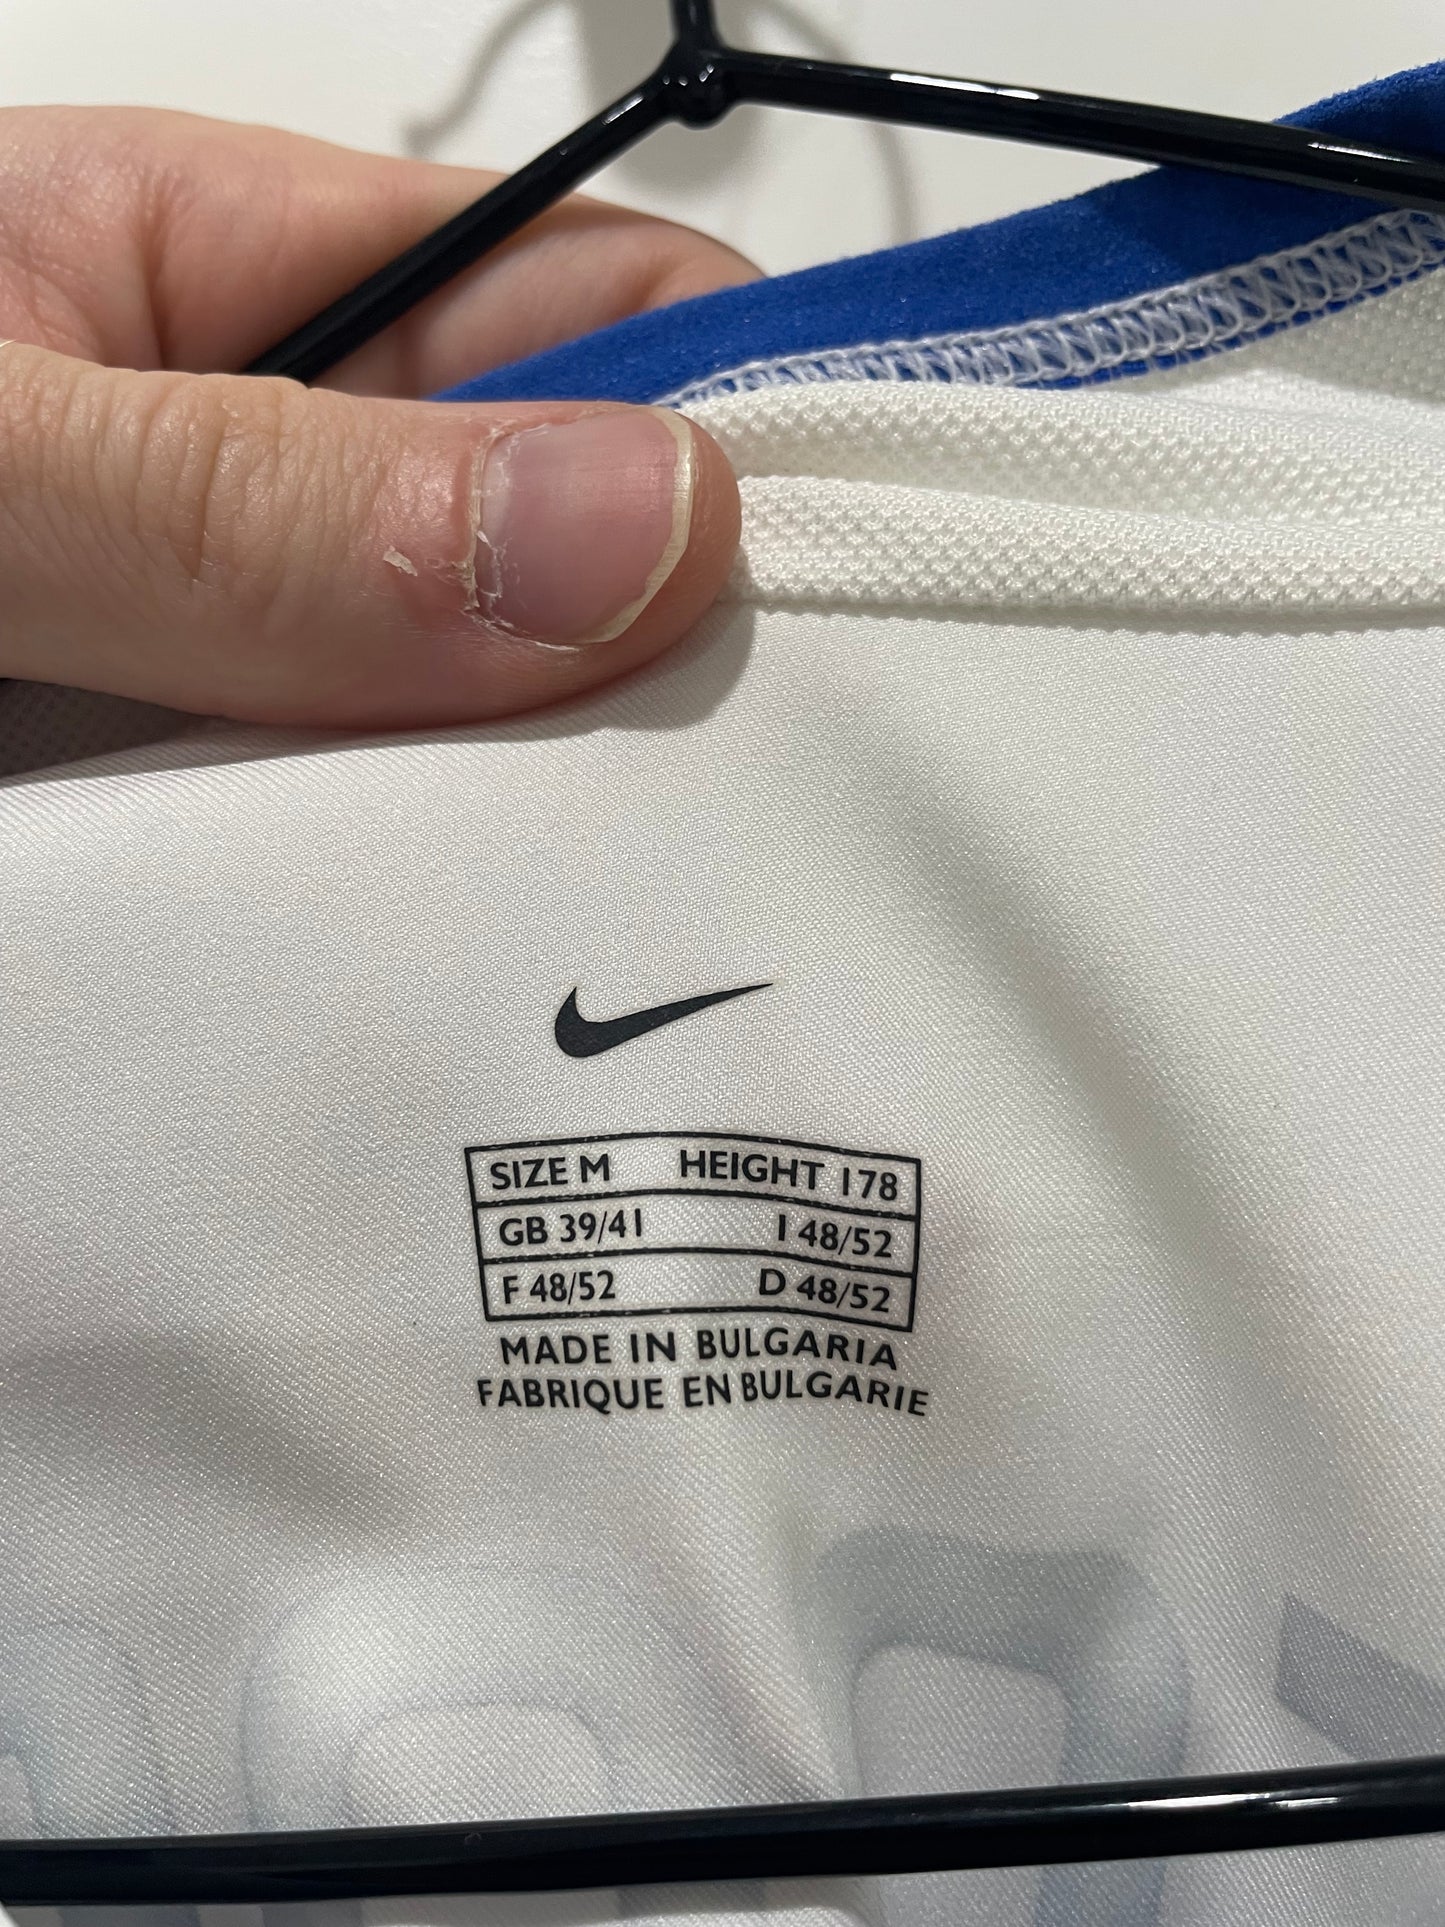 SIZE M HEIGHT 178
GB 39/41 I 48/52
F 48/52 D 48/52
MADE IN BULGARIA
FABRIQUE EN BULGARIE